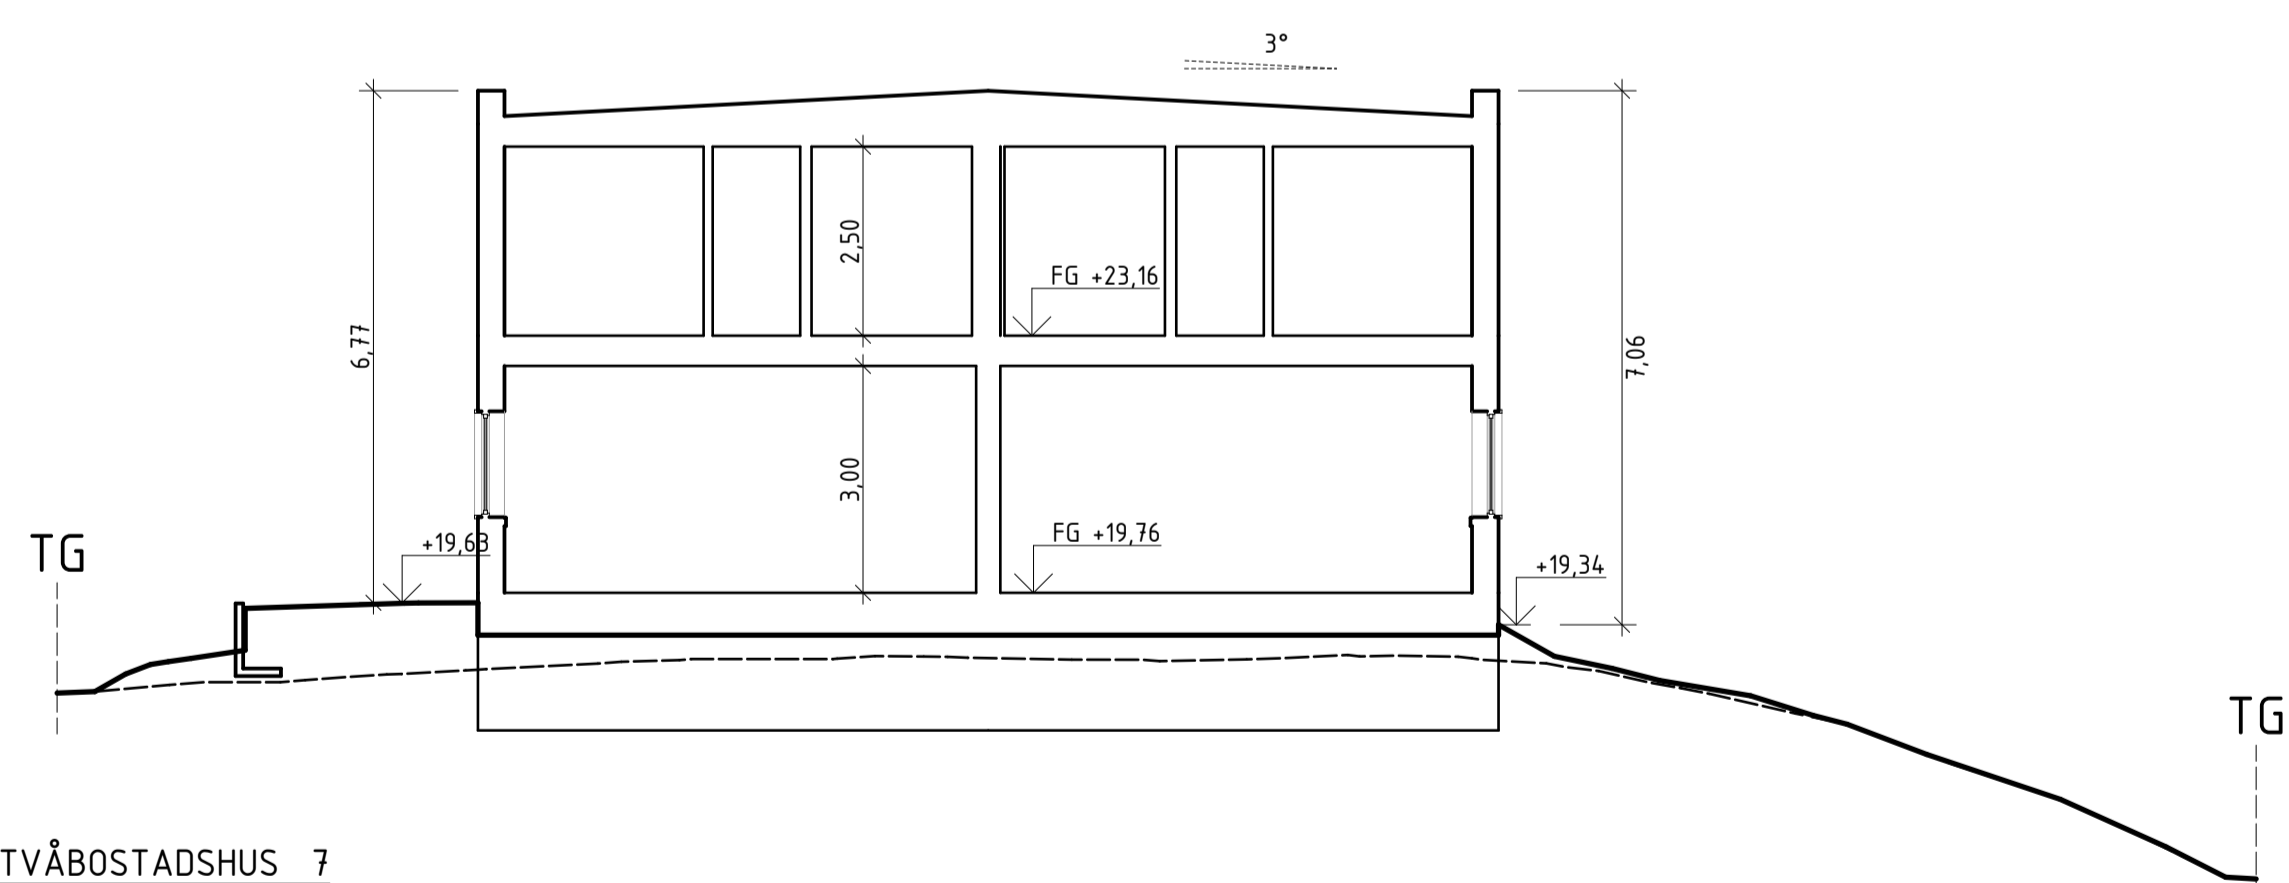 3°
2,50
FG +23,16
6,77
7,06
3,00
TG
+19,63
FG +19,76
+19,34
TG
TVÅBOSTADSHUS 7